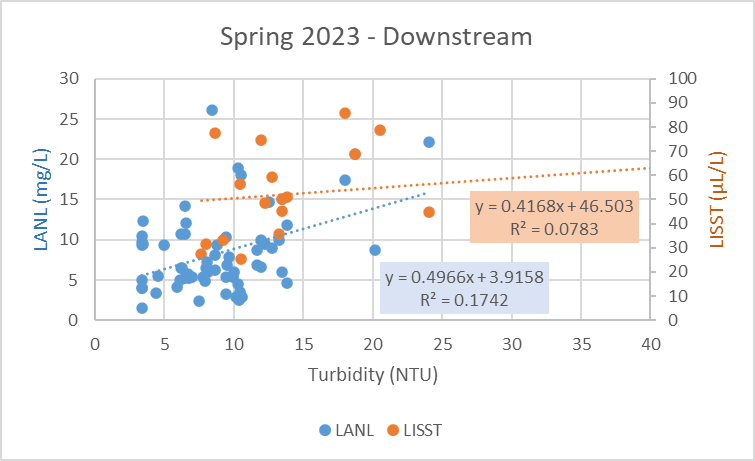 Spring 2023 - Downstream
30
25
20
15
10
5
0
LANL (mg/L)
100
90
80
70
60
50
40
30
20
10
0
LISST (µL/L)
y = 0.4168x + 46.503
R² = 0.0783
y = 0.4966x + 3.9158
R² = 0.1742
0 5 10 15 20 25 30 35 40
Turbidity (NTU)
LANL LISST